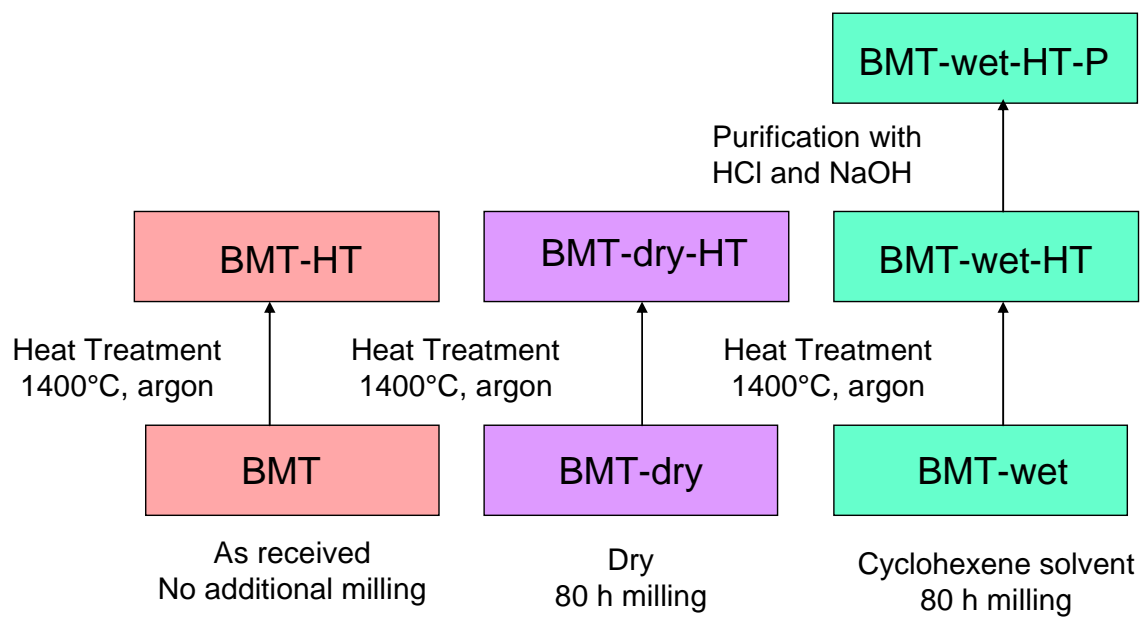 BMT-wet-HT-P
Purification with
HCl and NaOH
BMT-HT
BMT-dry-HT
BMT-wet-HT
Heat Treatment
1400°C, argon
Heat Treatment
1400°C, argon
Heat Treatment
1400°C, argon
BMT
BMT-dry
BMT-wet
As received
No additional milling
Dry
80 h milling
Cyclohexene solvent
80 h milling